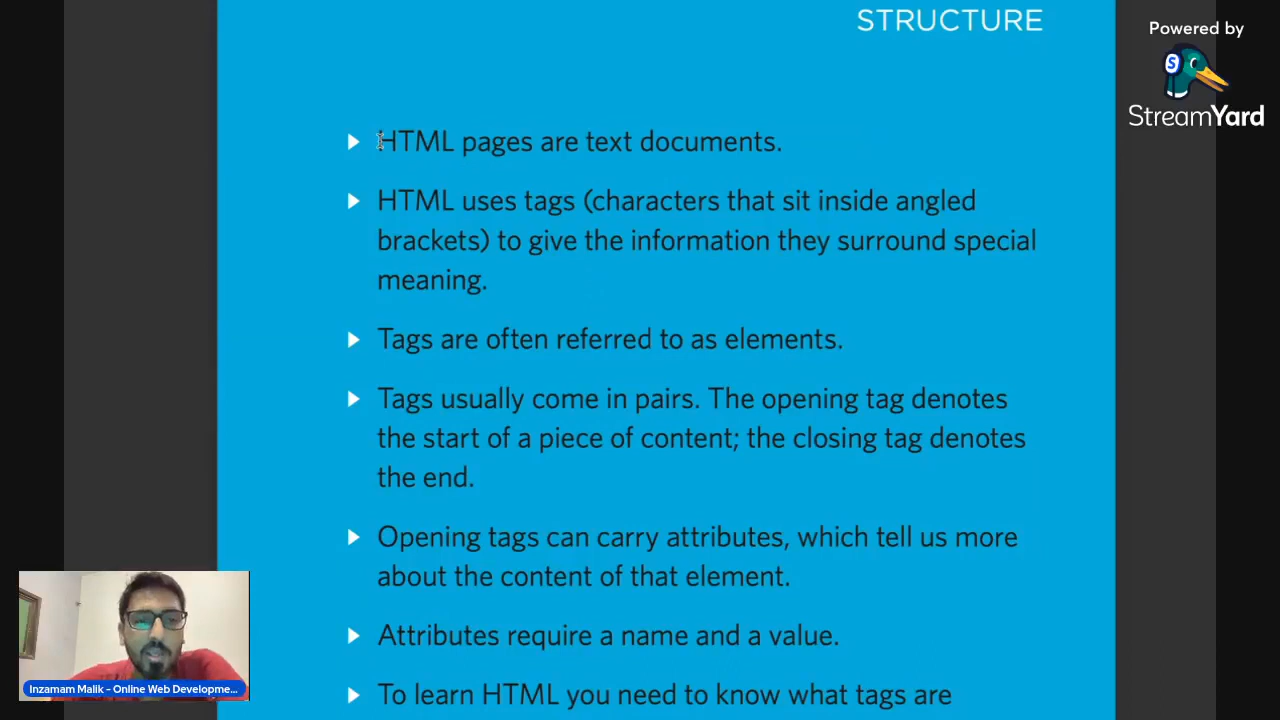 STRUCTURE
Powered by
S
StreamYard
HTML pages are text documents.
HTML uses tags (characters that sit inside angled
brackets) to give the information they surround special
meaning.
Tags are often referred to as elements.
Tags usually come in pairs. The opening tag denotes
the start of a piece of content; the closing tag denotes
the end.
Opening tags can carry attributes, which tell us more
about the content of that element.
Attributes require a name and a value.
To learn HTML you need to know what tags are
Inzamam Malik - Online Web Developme...